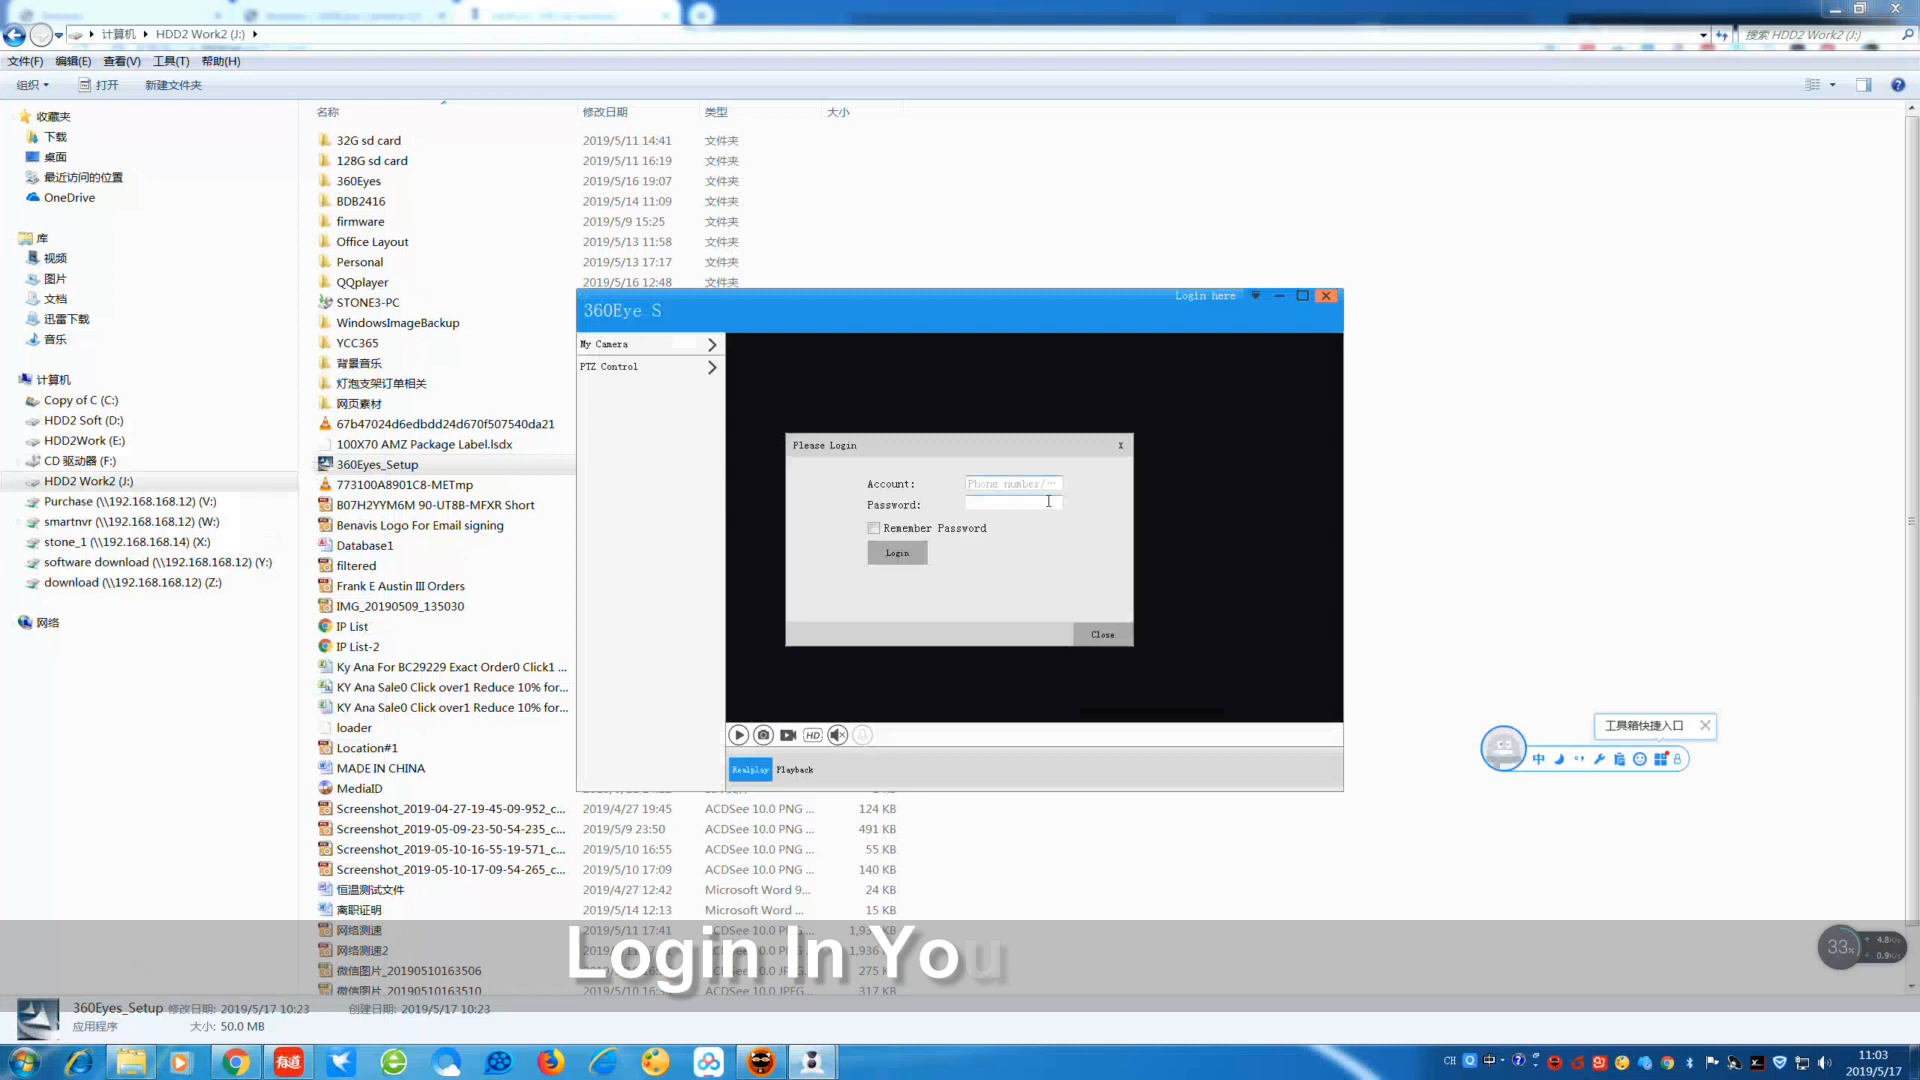 计算机 HDD2 Work2 (J:)
搜索 HDD2 Work2 (J:)
文件(F) 编辑(E) 查看(V) 工具(T) 帮助(H)
组织 打开 新建文件夹
收藏夹
下载
桌面
最近访问的位置
OneDrive
库
视频
图片
文档
迅雷下载
音乐
计算机
Copy of C (C:)
HDD2 Soft (D:)
HDD2Work (E:)
CD 驱动器 (F:)
HDD2 Work2 (J:)
Purchase (\\192.168.168.12) (V:)
smartnvr (\\192.168.168.12) (W:)
stone_1 (\\192.168.168.14) (X:)
software download (\\192.168.168.12) (Y:)
download (\\192.168.168.12) (Z:)
网络
名称 修改日期 类型 大小
32G sd card 2019/5/11 14:41 文件夹
128G sd card 2019/5/11 16:19 文件夹
360Eyes 2019/5/16 19:07 文件夹
BDB2416 2019/5/14 11:09 文件夹
firmware 2019/5/9 15:25 文件夹
Office Layout 2019/5/13 11:58 文件夹
Personal 2019/5/13 17:17 文件夹
QQplayer 2019/5/16 12:48 文件夹
STONE3-PC
WindowsImageBackup
YCC365
背景音乐
灯泡支架订单相关
网页素材
67b47024d6edbdd24d670f507540da21
100X70 AMZ Package Label.lsdx
360Eyes_Setup
773100A8901C8-METmp
B07H2YYM6M 90-UT8B-MFXR Short
Benavis Logo For Email signing
Database1
filtered
Frank E Austin III Orders
IMG_20190509_135030
IP List
IP List-2
Ky Ana For BC29229 Exact Order0 Click1 ...
KY Ana Sale0 Click over1 Reduce 10% for...
KY Ana Sale0 Click over1 Reduce 10% for...
loader
Location#1
MADE IN CHINA
MediaID
Screenshot_2019-04-27-19-45-09-952_c... 2019/4/27 19:45 ACDSee 10.0 PNG ... 124 KB
Screenshot_2019-05-09-23-50-54-235_c... 2019/5/9 23:50 ACDSee 10.0 PNG ... 491 KB
Screenshot_2019-05-10-16-55-19-571_c... 2019/5/10 16:55 ACDSee 10.0 PNG ... 55 KB
Screenshot_2019-05-10-17-09-54-265_c... 2019/5/10 17:09 ACDSee 10.0 PNG ... 140 KB
恒温测试文件 2019/4/27 12:42 Microsoft Word 9... 24 KB
离职证明 2019/5/14 12:13 Microsoft Word ... 15 KB
网络测速 2019/5/11 17:41
网络测速2
微信图片_20190510163506 275 KB
微信图片_20190510163510 317 KB
360Eye S
Login here
My Camera
PTZ Control
Please Login
x
Account: Phone number/…
Password:
Remember Password
Login
Close
HD
Realplay Playback
工具箱快捷入口
中
Login In You
33%
4.8K/s
0.9K/s
360Eyes_Setup 修改日期: 2019/5/17 10:23 创建日期: 2019/5/17 10:23
应用程序 大小: 50.0 MB
有道
CH 中
11:03
2019/5/17